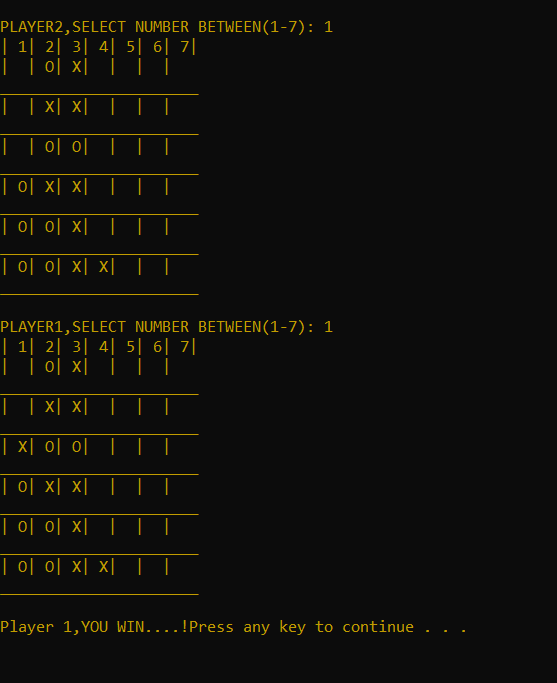 PLAYER2,SELECT NUMBER BETWEEN(1-7): 1
| 1| 2| 3| 4| 5| 6| 7|
|  | O| X|  |  |  |
______________________
|  | X| X|  |  |  |
______________________
|  | O| O|  |  |  |
______________________
| O| X| X|  |  |  |
______________________
| O| O| X|  |  |  |
______________________
| O| O| X| X|  |  |
______________________
PLAYER1,SELECT NUMBER BETWEEN(1-7): 1
| 1| 2| 3| 4| 5| 6| 7|
|  | O| X|  |  |  |
______________________
|  | X| X|  |  |  |
______________________
| X| O| O|  |  |  |
______________________
| O| X| X|  |  |  |
______________________
| O| O| X|  |  |  |
______________________
| O| O| X| X|  |  |
______________________
Player 1,YOU WIN....!Press any key to continue . . .